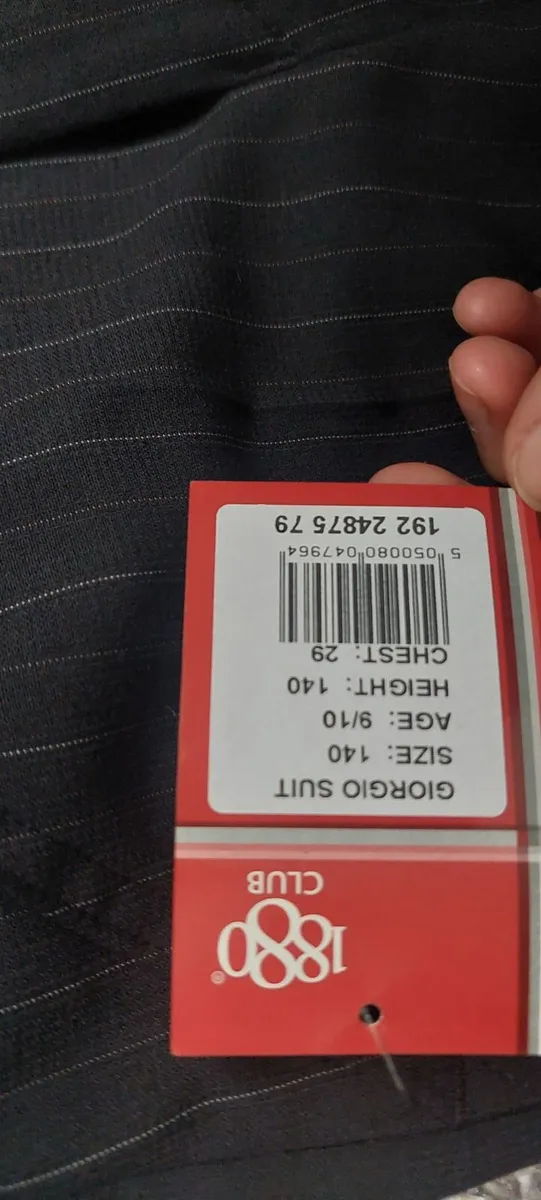 1880®
CLUB
GIORGIO SUIT
SIZE: 140
AGE: 9/10
HEIGHT: 140
CHEST: 29
5 050080 047964
192 24875 79